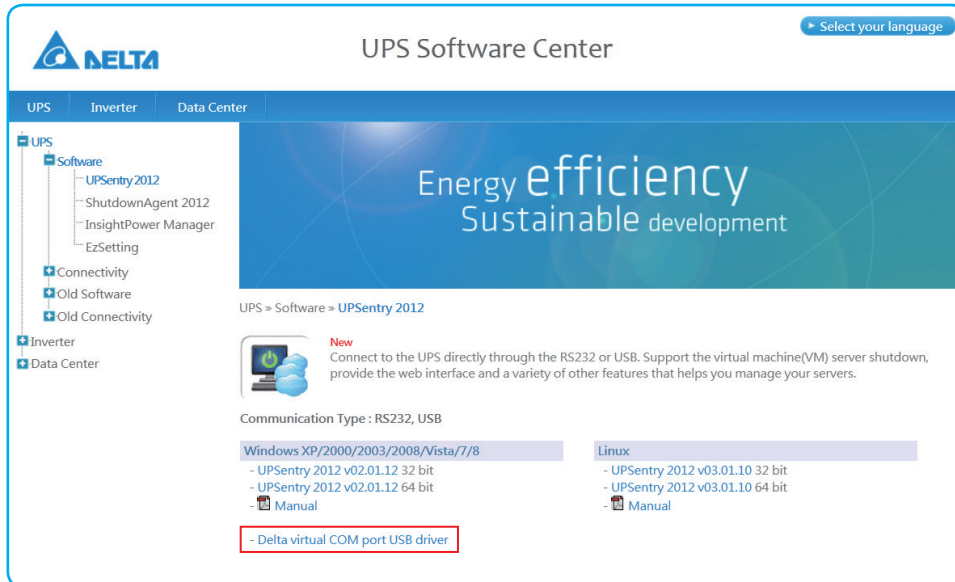 DELTA
UPS Software Center
Select your language
UPS
Inverter
Data Center
UPS
Software
UPSentry 2012
ShutdownAgent 2012
InsightPower Manager
EzSetting
Connectivity
Old Software
Old Connectivity
Inverter
Data Center
Energy efficiency
Sustainable development
UPS » Software » UPSentry 2012
New
Connect to the UPS directly through the RS232 or USB. Support the virtual machine(VM) server shutdown,
provide the web interface and a variety of other features that helps you manage your servers.
Communication Type : RS232, USB
Windows XP/2000/2003/2008/Vista/7/8
- UPSentry 2012 v02.01.12 32 bit
- UPSentry 2012 v02.01.12 64 bit
- Manual
- Delta virtual COM port USB driver
Linux
- UPSentry 2012 v03.01.10 32 bit
- UPSentry 2012 v03.01.10 64 bit
- Manual